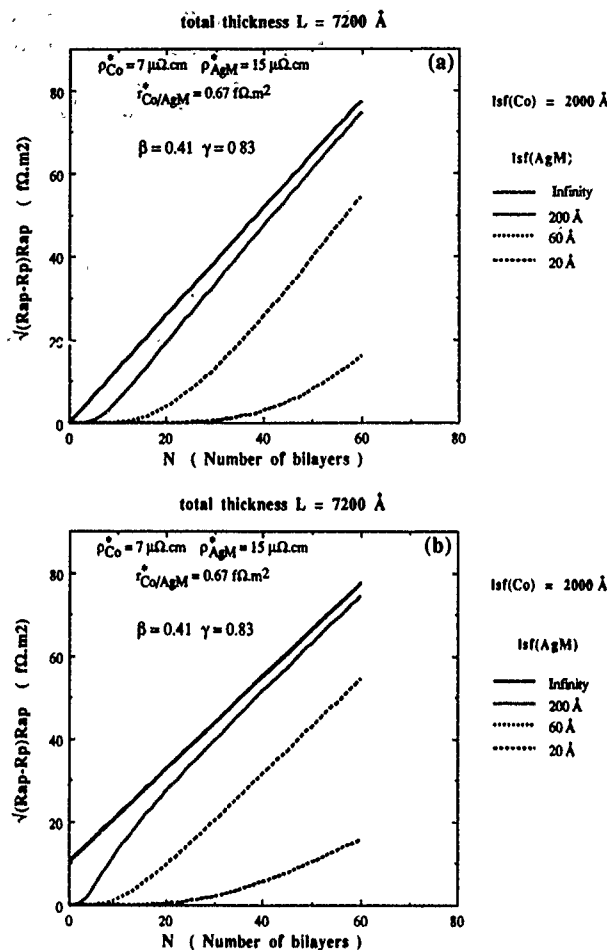 total thickness L = 7200 Å
(a)
ρ*Co = 7 μΩ.cm ρ*AgM = 15 μΩ.cm
r*Co/AgM = 0.67 fΩ.m2
β = 0.41 γ = 0.83
80
60
40
20
0
√(Rap-Rp)Rap ( fΩ.m2)
0 20 40 60 80
N ( Number of bilayers )
lsf(Co) = 2000 Å
lsf(AgM)
Infinity
200 Å
60 Å
20 Å
total thickness L = 7200 Å
(b)
ρ*Co = 7 μΩ.cm ρ*AgM = 15 μΩ.cm
r*Co/AgM = 0.67 fΩ.m2
β = 0.41 γ = 0.83
80
60
40
20
0
√(Rap-Rp)Rap ( fΩ.m2)
0 20 40 60 80
N ( Number of bilayers )
lsf(Co) = 2000 Å
lsf(AgM)
Infinity
200 Å
60 Å
20 Å